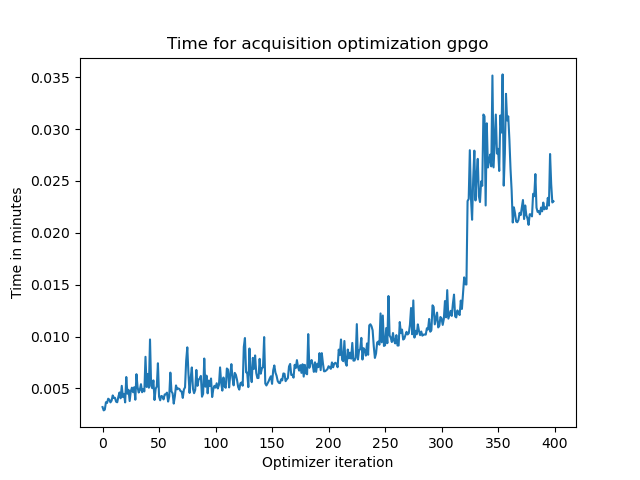 Time for acquisition optimization gpgo
0.035
0.030
0.025
0.020
0.015
0.010
0.005
Time in minutes
0 50 100 150 200 250 300 350 400
Optimizer iteration